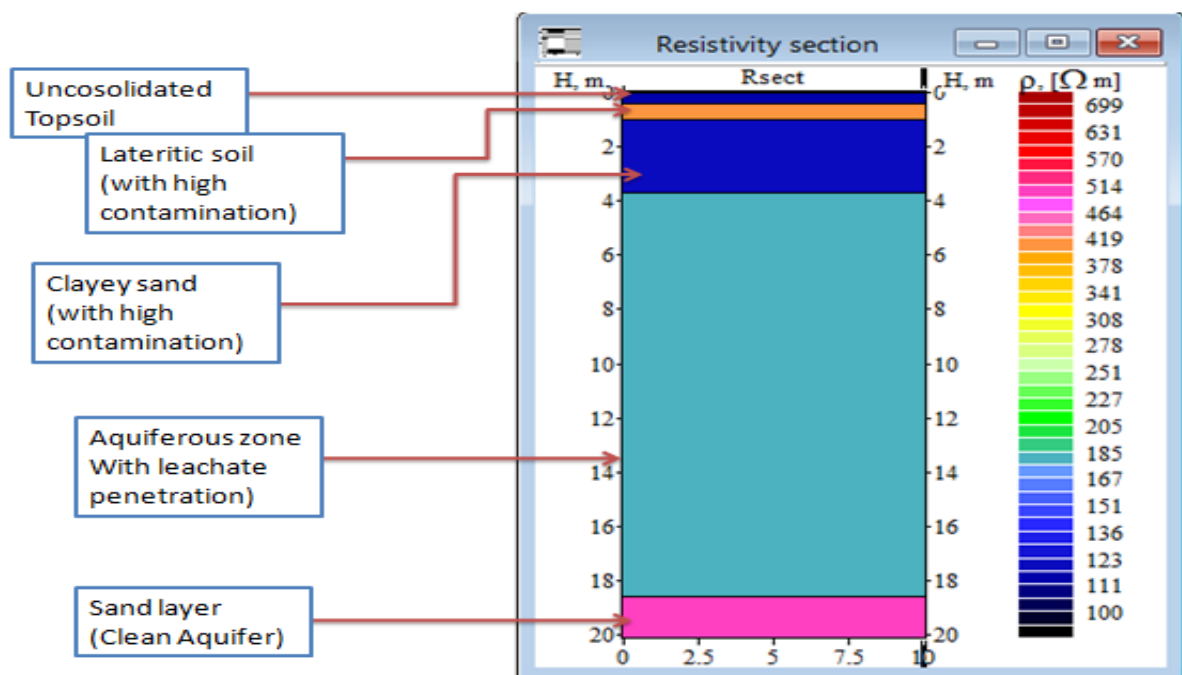 Resistivity section
Uncosolidated
Topsoil
Lateritic soil
(with high
contamination)
Clayey sand
(with high
contamination)
Aquiferous zone
With leachate
penetration)
Sand layer
(Clean Aquifer)
H, m
Rsect
H, m
ρ, [Ω m]
0
2
4
6
8
10
12
14
16
18
20
0
2
4
6
8
10
12
14
16
18
20
0
2.5
5
7.5
10
699
631
570
514
464
419
378
341
308
278
251
227
205
185
167
151
136
123
111
100